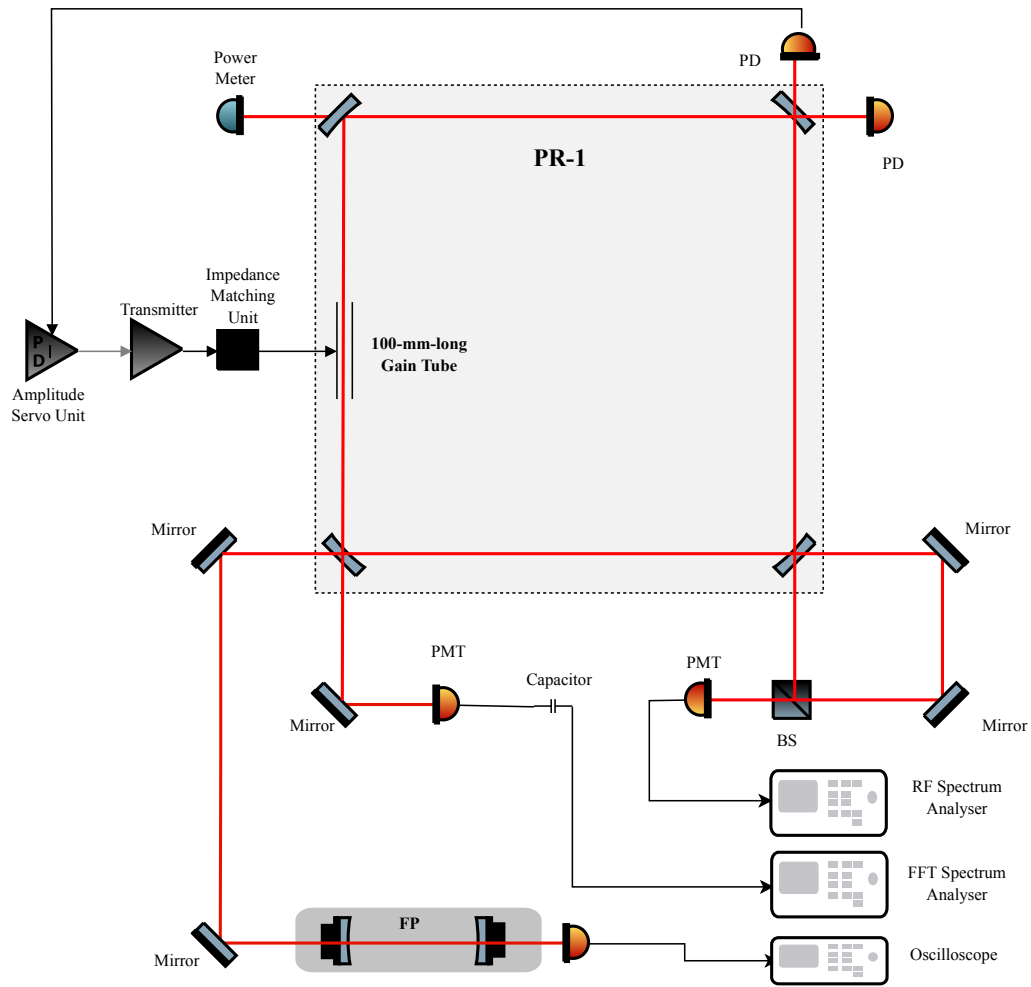 Power
Meter
PD
PD
PR-1
Impedance
Matching
Unit
Transmitter
P
I
D
100-mm-long
Gain Tube
Amplitude
Servo Unit
Mirror
Mirror
PMT
PMT
Capacitor
Mirror
Mirror
BS
RF Spectrum
Analyser
FFT Spectrum
Analyser
FP
Mirror
Oscilloscope